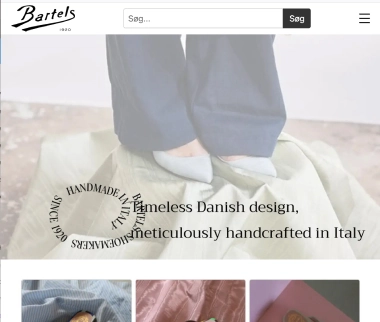 Bartels
1920
Søg...
Søg
HANDMADE IN ITALY
BARTELS SHOEMAKERS SINCE 1920
Timeless Danish design,
meticulously handcrafted in Italy